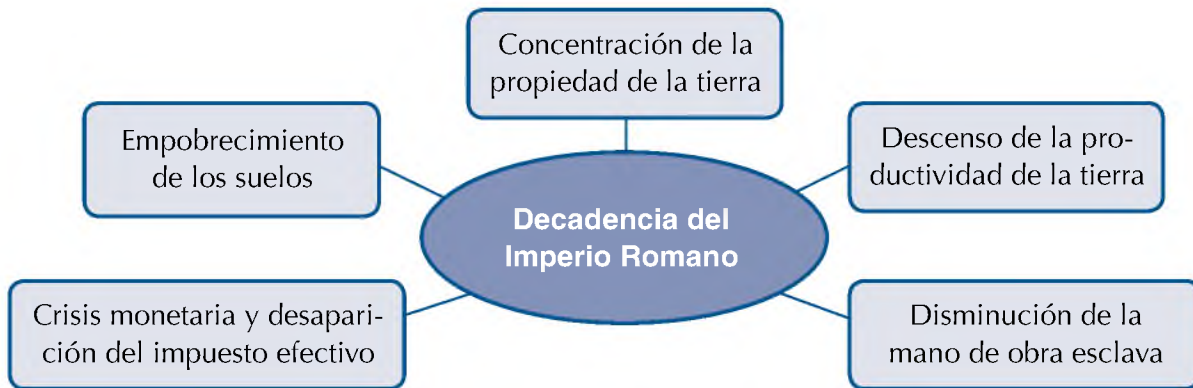 Concentración de la
propiedad de la tierra
Empobrecimiento
de los suelos
Descenso de la pro-
ductividad de la tierra
Decadencia del
Imperio Romano
Crisis monetaria y desapari-
ción del impuesto efectivo
Disminución de la
mano de obra esclava